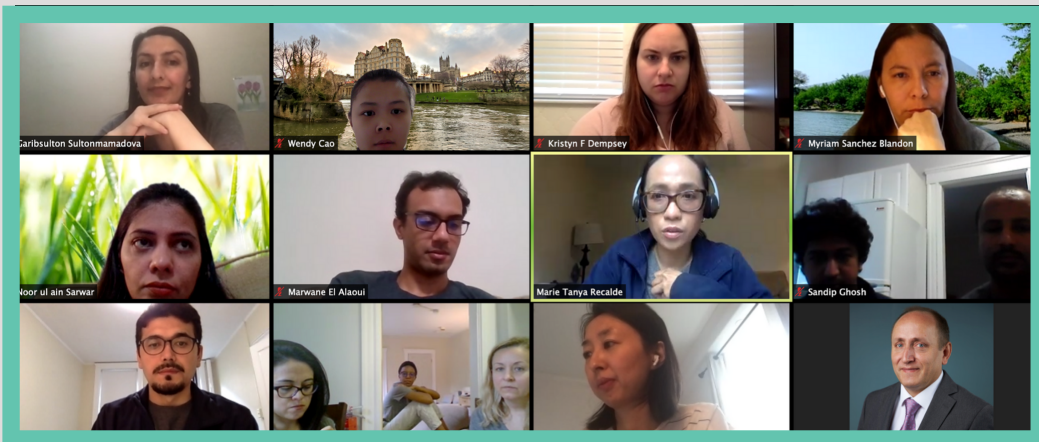 Garibsulton Sultonmamadova
Wendy Cao
Kristyn F Dempsey
Myriam Sanchez Blandon
Noor ul ain Sarwar
Marwane El Alaoui
Marie Tanya Recalde
Sandip Ghosh